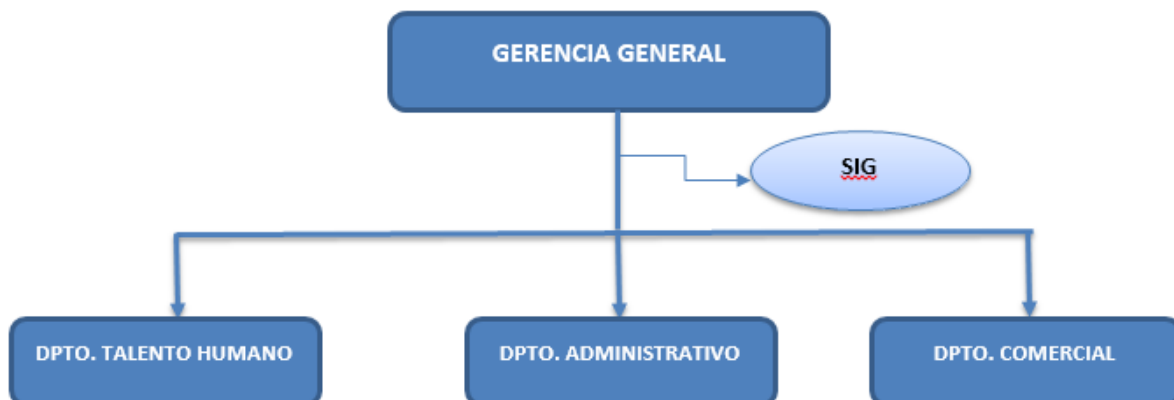 GERENCIA GENERAL
SIG
DPTO. TALENTO HUMANO
DPTO. ADMINISTRATIVO
DPTO. COMERCIAL